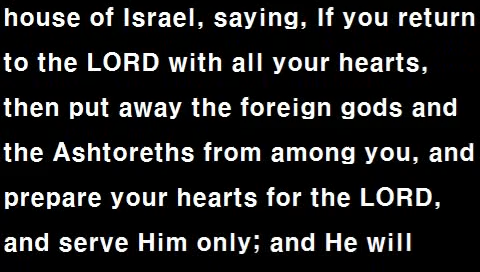 house of Israel, saying, If you return
to the LORD with all your hearts,
then put away the foreign gods and
the Ashtoreths from among you, and
prepare your hearts for the LORD,
and serve Him only; and He will